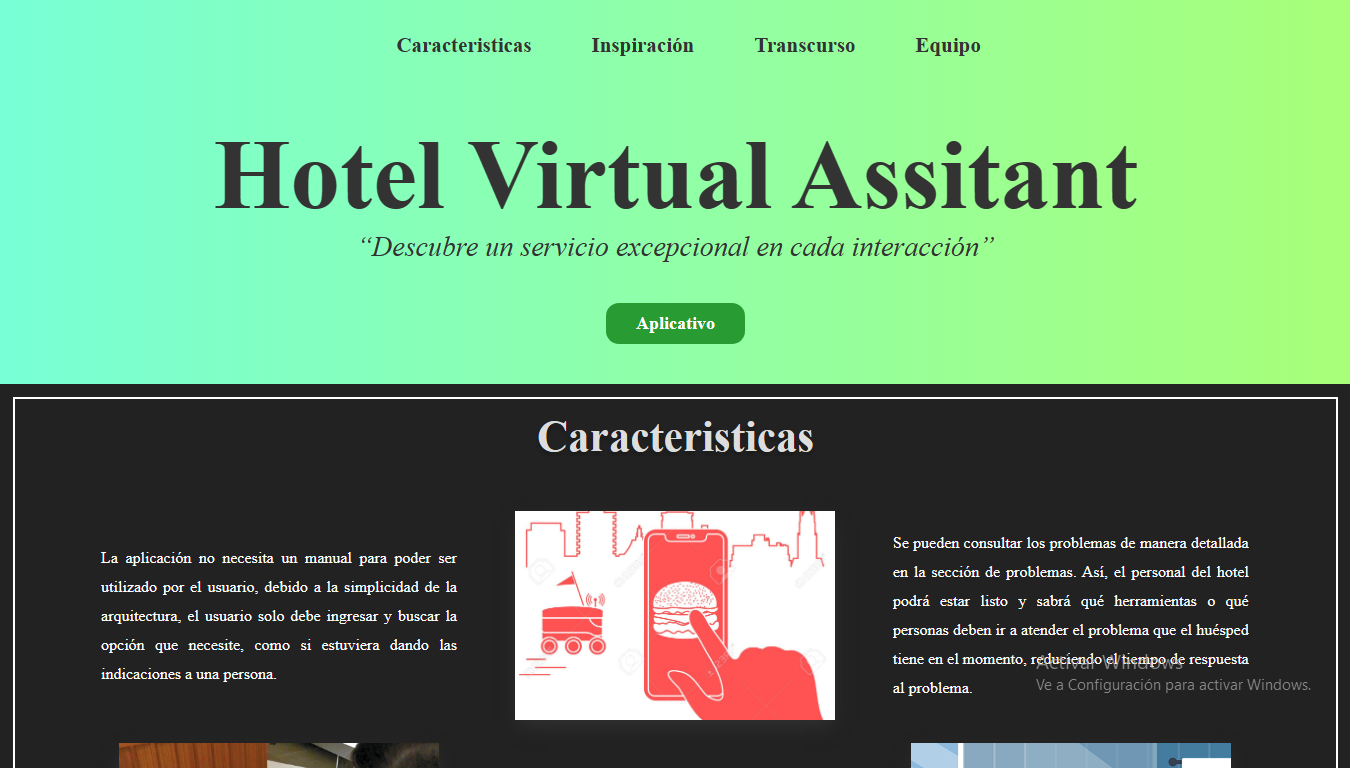 Caracteristicas Inspiración Transcurso Equipo
Hotel Virtual Assitant
“Descubre un servicio excepcional en cada interacción”
Aplicativo
Caracteristicas
La aplicación no necesita un manual para poder ser
utilizado por el usuario, debido a la simplicidad de la
arquitectura, el usuario solo debe ingresar y buscar la
opción que necesite, como si estuviera dando las
indicaciones a una persona.
Se pueden consultar los problemas de manera detallada
en la sección de problemas. Así, el personal del hotel
podrá estar listo y sabrá qué herramientas o qué
personas deben ir a atender el problema que el huésped
tiene en el momento, reduciendo el tiempo de respuesta
al problema.
Activar Windows
Ve a Configuración para activar Windows.